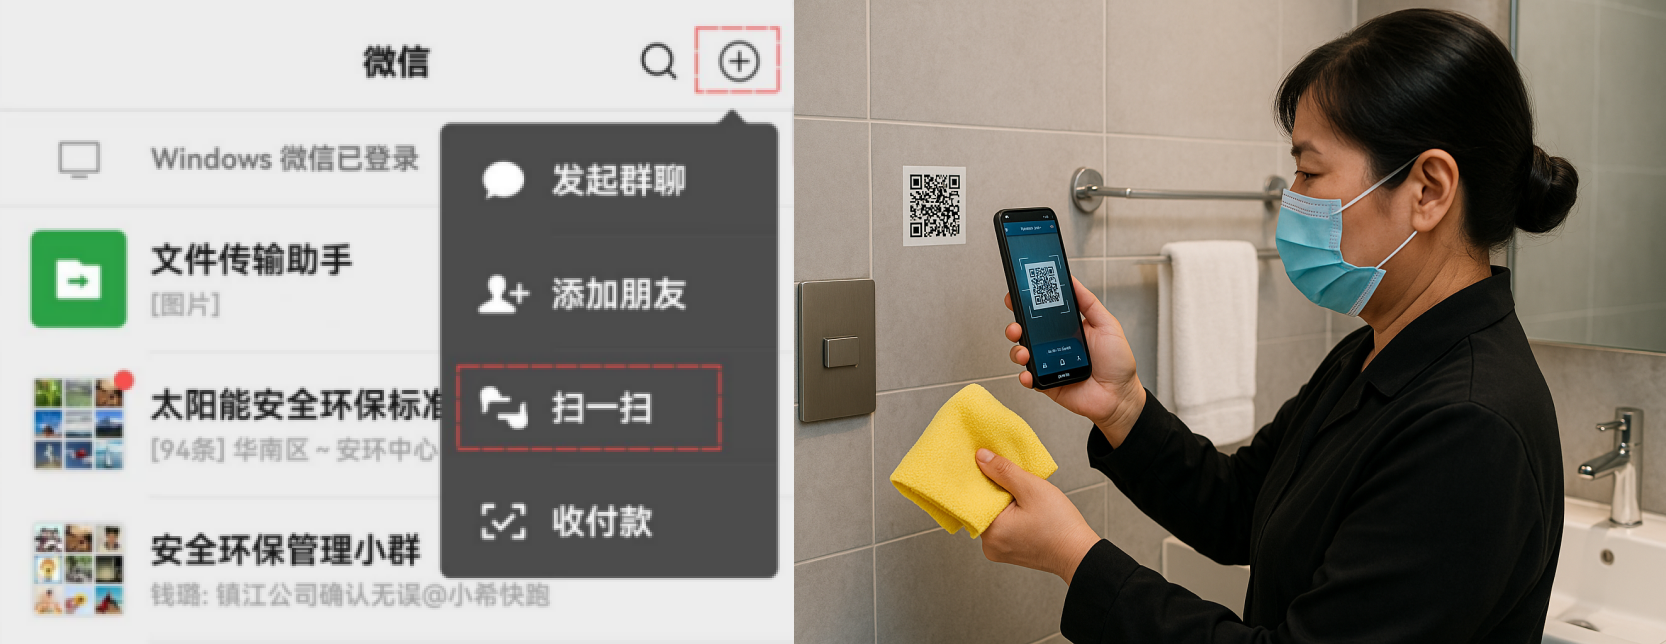 微信
Windows 微信已登录
文件传输助手
[图片]
太阳能安全环保标准
[94条] 华南区 ~ 安环中心
安全环保管理小群
钱璐: 镇江公司确认无误@小希快跑
发起群聊
添加朋友
扫一扫
收付款